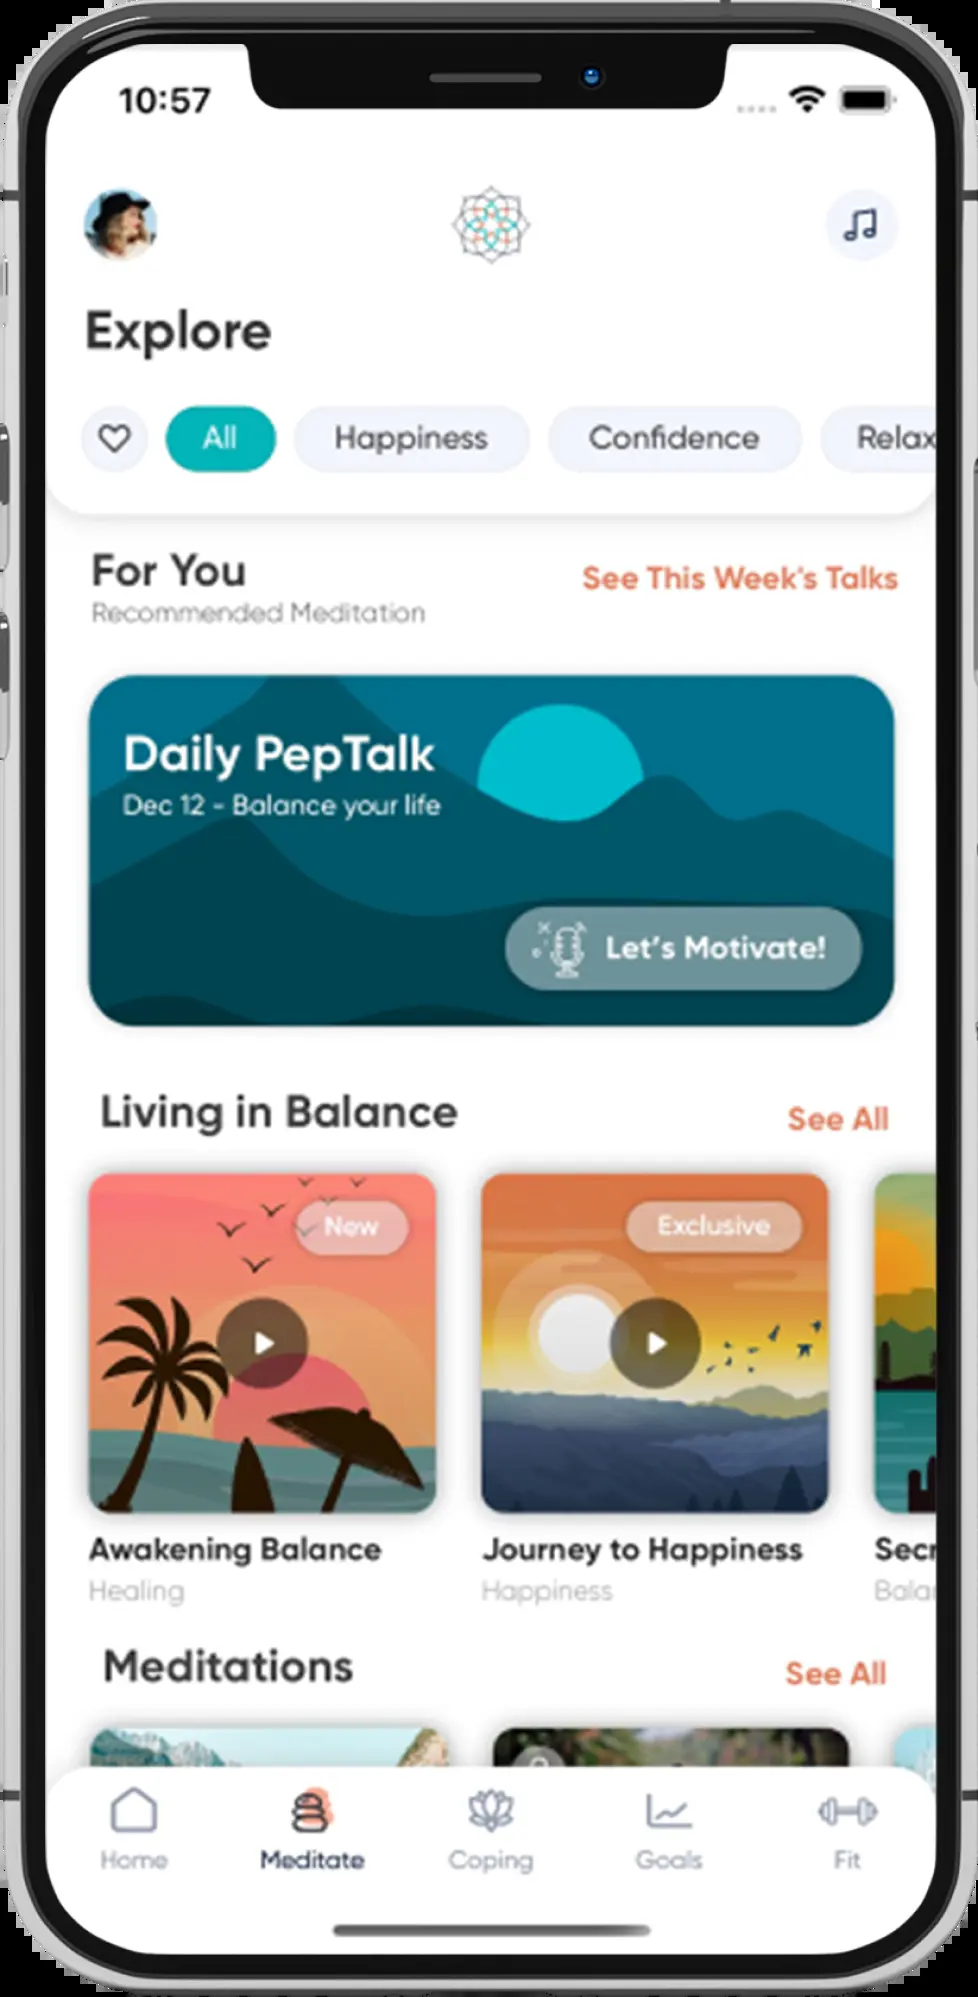 10:57
Explore
All
Happiness
Confidence
Relax
For You
See This Week's Talks
Recommended Meditation
Daily PepTalk
Dec 12 - Balance your life
Let's Motivate!
Living in Balance
See All
New
Exclusive
Awakening Balance
Journey to Happiness
Secr
Healing
Happiness
Balan
Meditations
See All
Home
Meditate
Coping
Goals
Fit